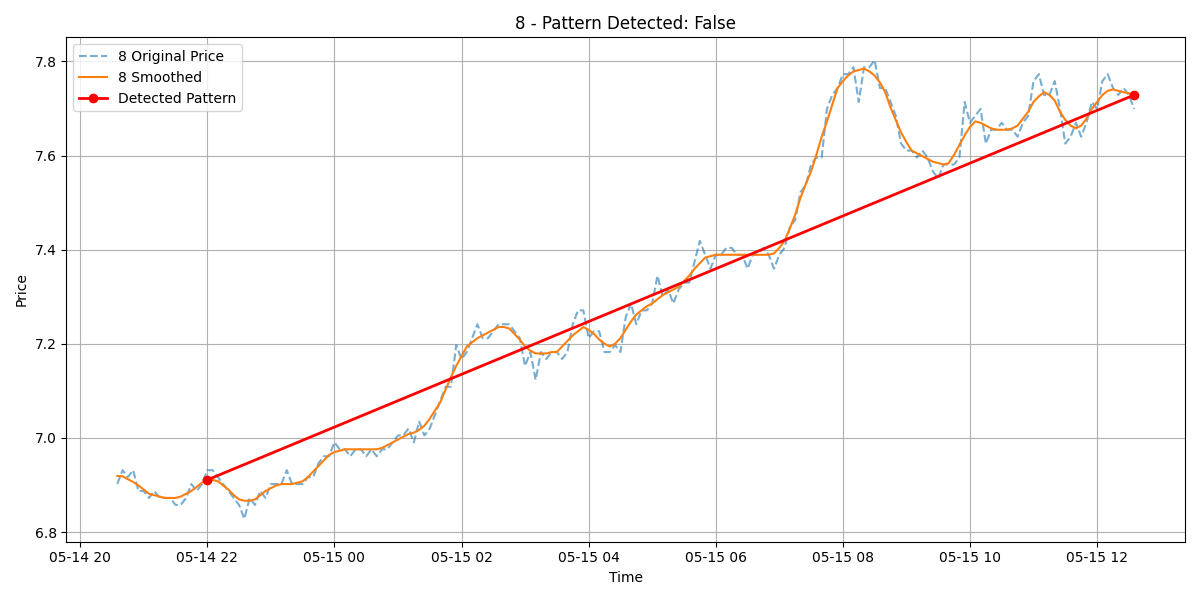 8 - Pattern Detected: False
8 Original Price
8 Smoothed
Detected Pattern
Price
7.8
7.6
7.4
7.2
7.0
6.8
05-14 20 05-14 22 05-15 00 05-15 02 05-15 04 05-15 06 05-15 08 05-15 10 05-15 12
Time